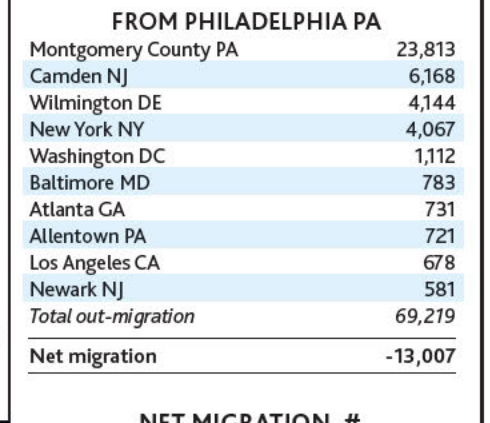 FROM PHILADELPHIA PA
Montgomery County PA 23,813
Camden NJ 6,168
Wilmington DE 4,144
New York NY 4,067
Washington DC 1,112
Baltimore MD 783
Atlanta GA 731
Allentown PA 721
Los Angeles CA 678
Newark NJ 581
Total out-migration 69,219
Net migration -13,007
NET MIGRATION, #